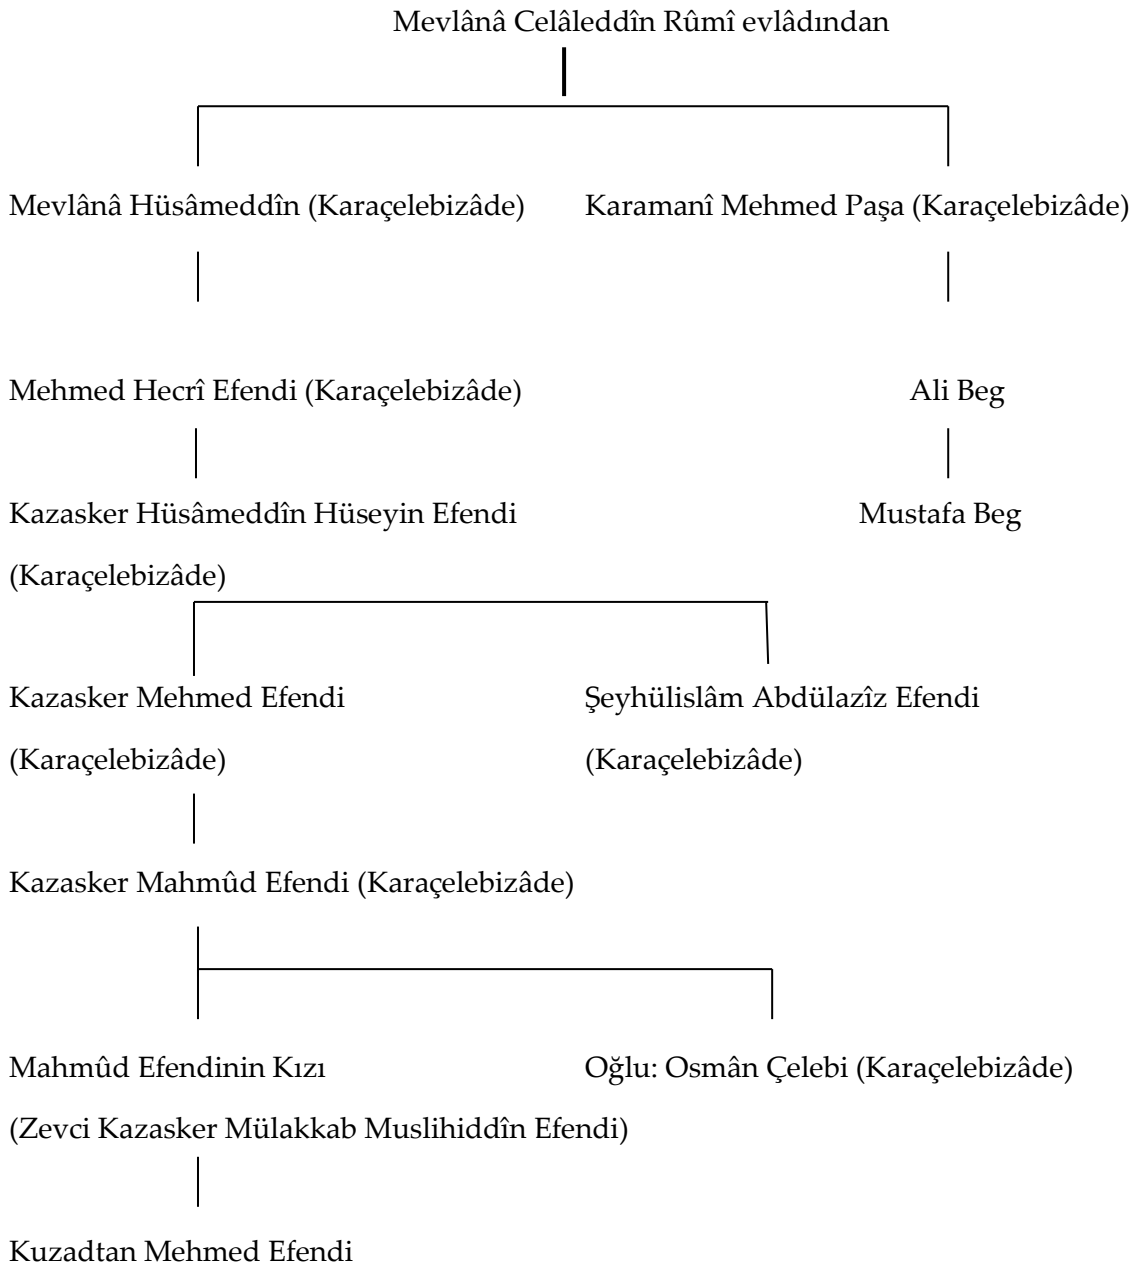 Mevlânâ Celâleddîn Rûmî evlâdından
Mevlânâ Hüsâmeddîn (Karaçelebizâde) Karamanî Mehmed Paşa (Karaçelebizâde)
Mehmed Hecrî Efendi (Karaçelebizâde) Ali Beg
Kazasker Hüsâmeddîn Hüseyin Efendi Mustafa Beg
(Karaçelebizâde)
Kazasker Mehmed Efendi Şeyhülislâm Abdülazîz Efendi
(Karaçelebizâde) (Karaçelebizâde)
Kazasker Mahmûd Efendi (Karaçelebizâde)
Mahmûd Efendinin Kızı Oğlu: Osmân Çelebi (Karaçelebizâde)
(Zevci Kazasker Mülakkab Muslihiddîn Efendi)
Kuzadtan Mehmed Efendi